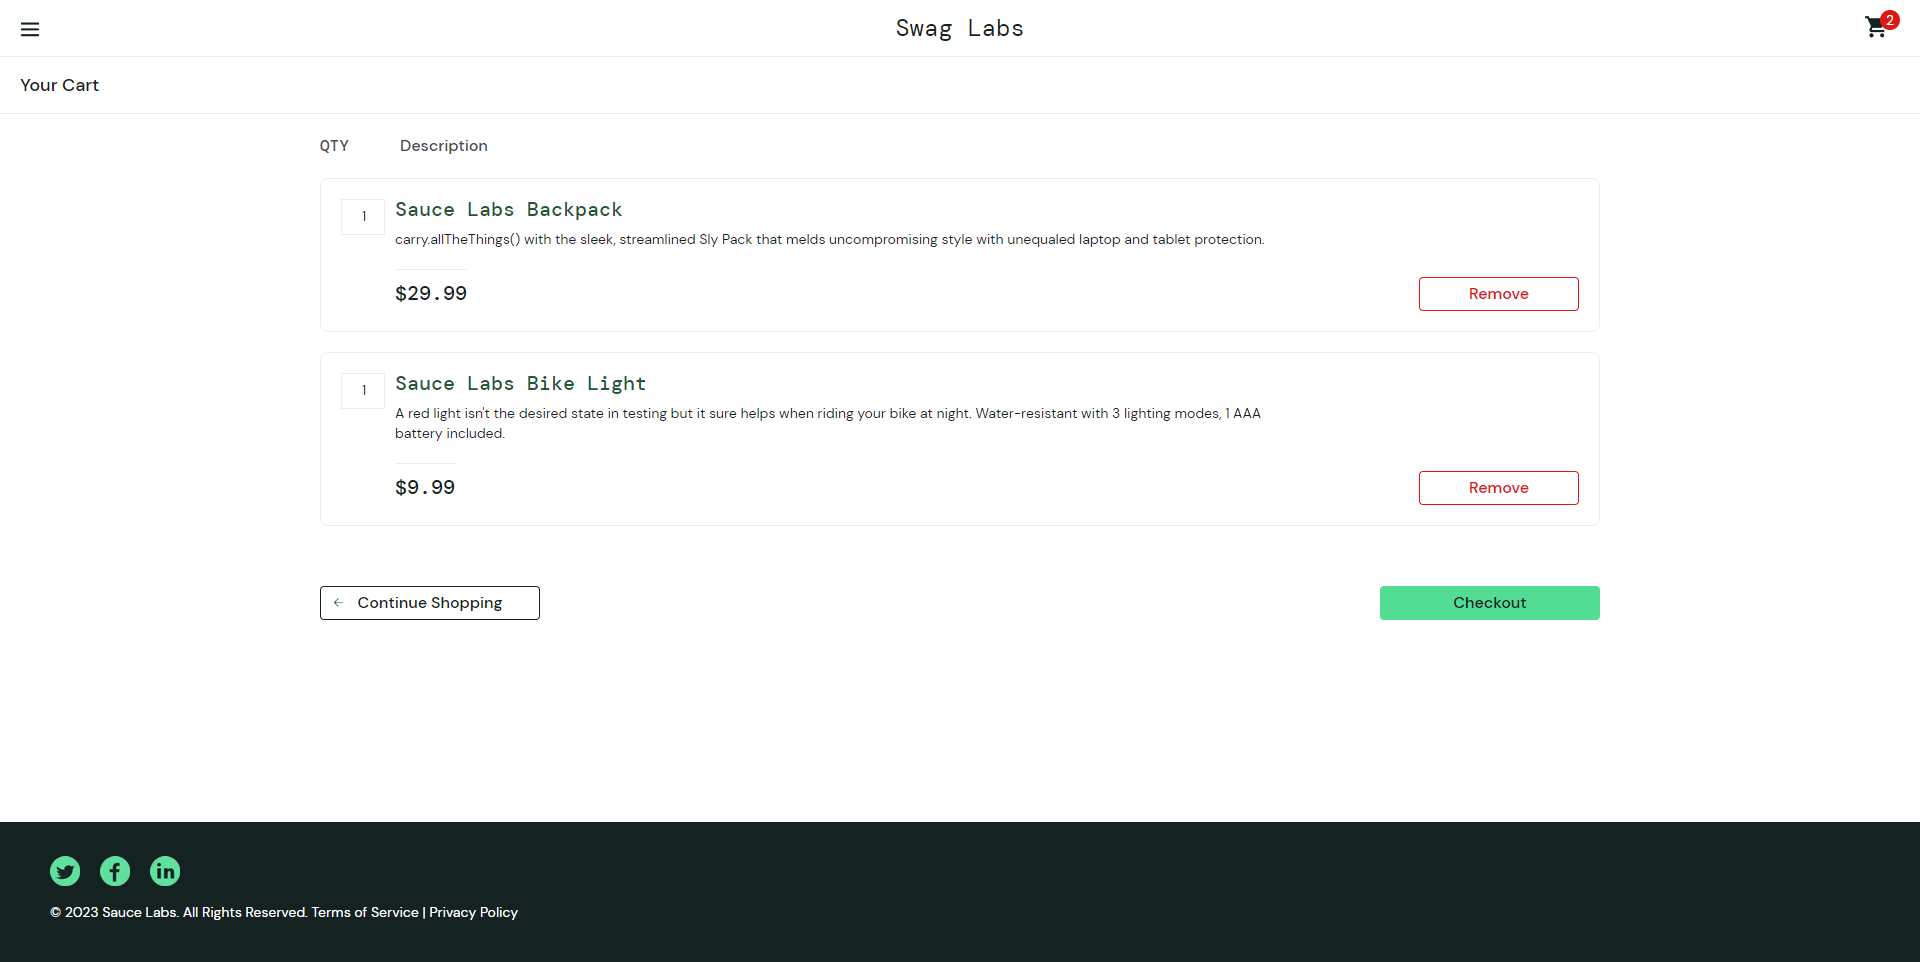 Swag Labs
2
Your Cart
QTY Description
1 Sauce Labs Backpack
carry.allTheThings() with the sleek, streamlined Sly Pack that melds uncompromising style with unequaled laptop and tablet protection.
$29.99 Remove
1 Sauce Labs Bike Light
A red light isn't the desired state in testing but it sure helps when riding your bike at night. Water-resistant with 3 lighting modes, 1 AAA
battery included.
$9.99 Remove
Continue Shopping Checkout
© 2023 Sauce Labs. All Rights Reserved. Terms of Service | Privacy Policy